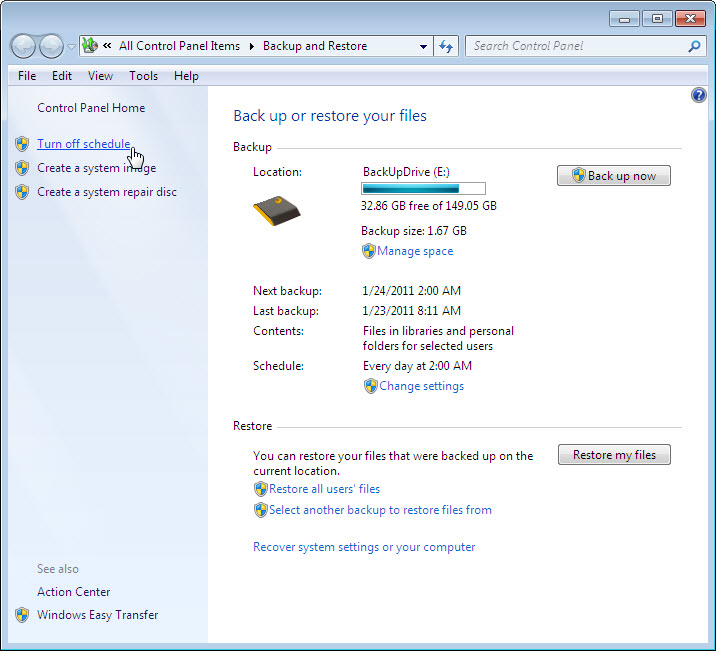 « All Control Panel Items Backup and Restore
Search Control Panel
File Edit View Tools Help
Control Panel Home
Turn off schedule
Create a system image
Create a system repair disc
Back up or restore your files
Backup
Location: BackUpDrive (E:)
Back up now
32.86 GB free of 149.05 GB
Backup size: 1.67 GB
Manage space
Next backup: 1/24/2011 2:00 AM
Last backup: 1/23/2011 8:11 AM
Contents: Files in libraries and personal
folders for selected users
Schedule: Every day at 2:00 AM
Change settings
Restore
You can restore your files that were backed up on the
current location.
Restore my files
Restore all users' files
Select another backup to restore files from
Recover system settings or your computer
See also
Action Center
Windows Easy Transfer